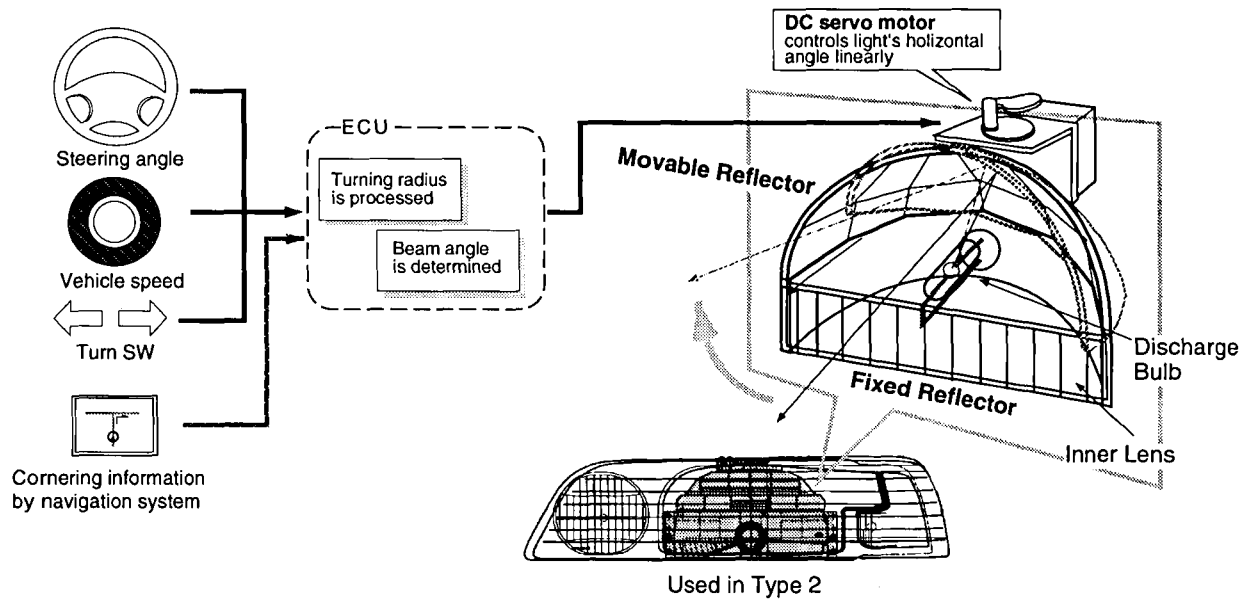 Steering angle
Vehicle speed
Turn SW
Cornering information
by navigation system
ECU
Turning radius
is processed
Beam angle
is determined
DC servo motor
controls light's holizontal
angle linearly
Movable Reflector
Fixed Reflector
Discharge
Bulb
Inner Lens
Used in Type 2